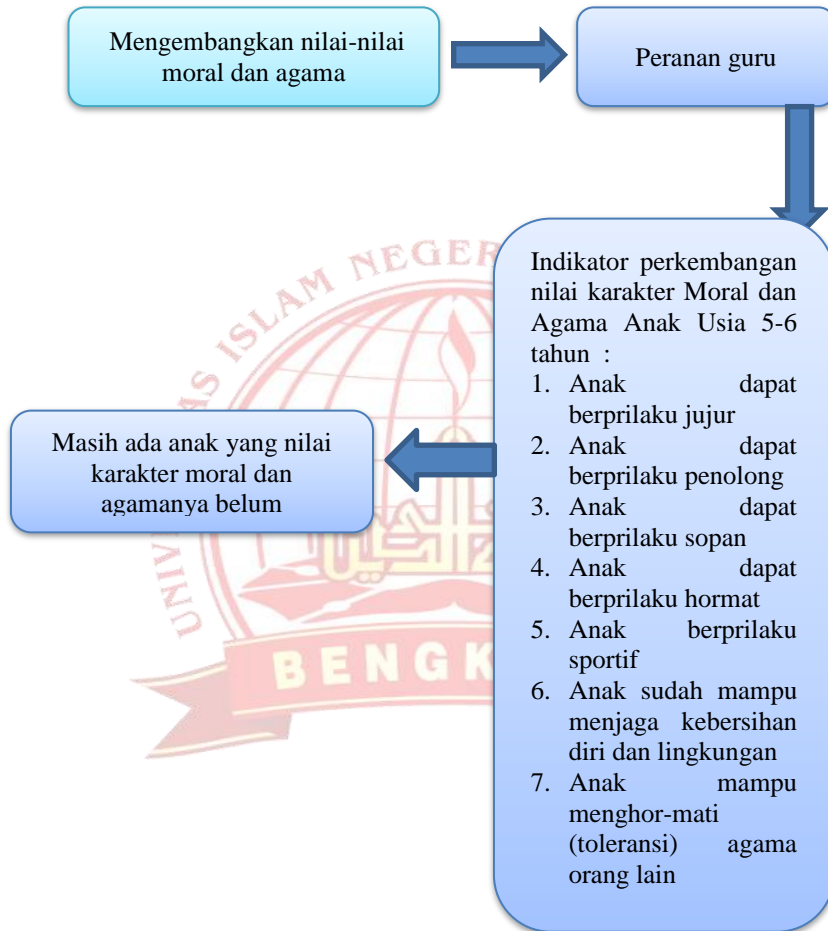 Mengembangkan nilai-nilai
moral dan agama
Peranan guru
Indikator perkembangan
nilai karakter Moral dan
Agama Anak Usia 5-6
tahun :
1. Anak dapat
berprilaku jujur
2. Anak dapat
berprilaku penolong
3. Anak dapat
berprilaku sopan
4. Anak dapat
berprilaku hormat
5. Anak berprilaku
sportif
6. Anak sudah mampu
menjaga kebersihan
diri dan lingkungan
7. Anak mampu
menghor-mati
(toleransi) agama
orang lain
Masih ada anak yang nilai
karakter moral dan
agamanya belum
ISLAM